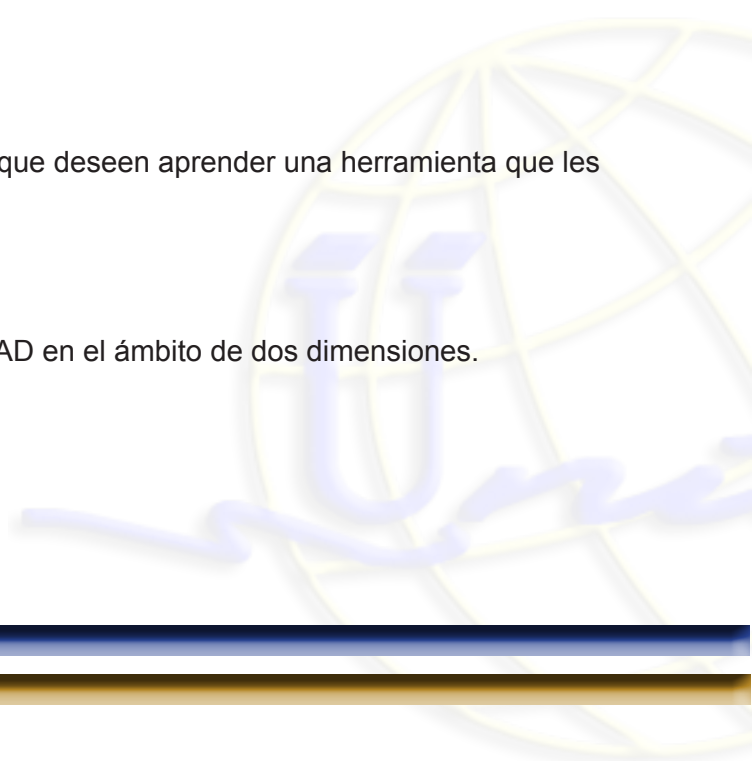 que deseen aprender una herramienta que les
AD en el ámbito de dos dimensiones.